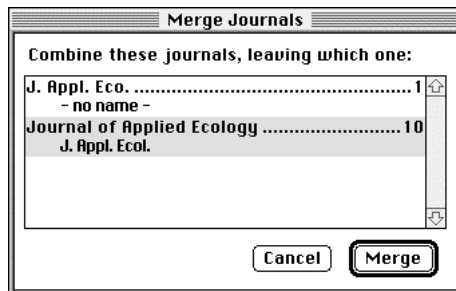 Merge Journals
Combine these journals, leaving which one:
J. Appl. Eco. ................................................1
- no name -
Journal of Applied Ecology ..........................10
J. Appl. Ecol.
Cancel Merge